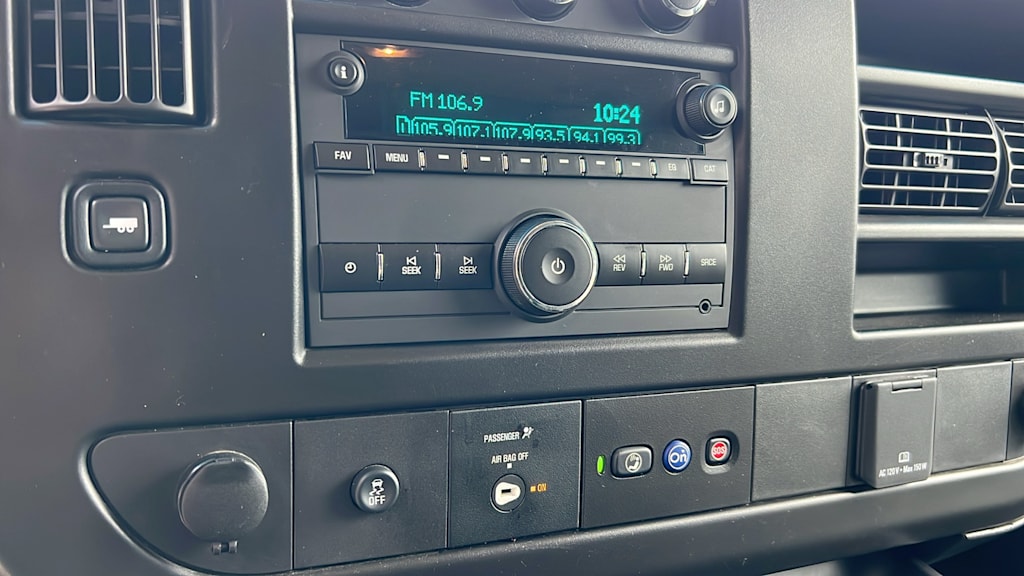 FM 106.9
10:24
105.9 107.1 107.9 93.5 94.1 99.3
FAV MENU EQ CAT
SEEK SEEK REV FWD SRCE
PASSENGER
AIR BAG OFF
ON
OFF
On
SOS
AC 120 V • Max 150 W